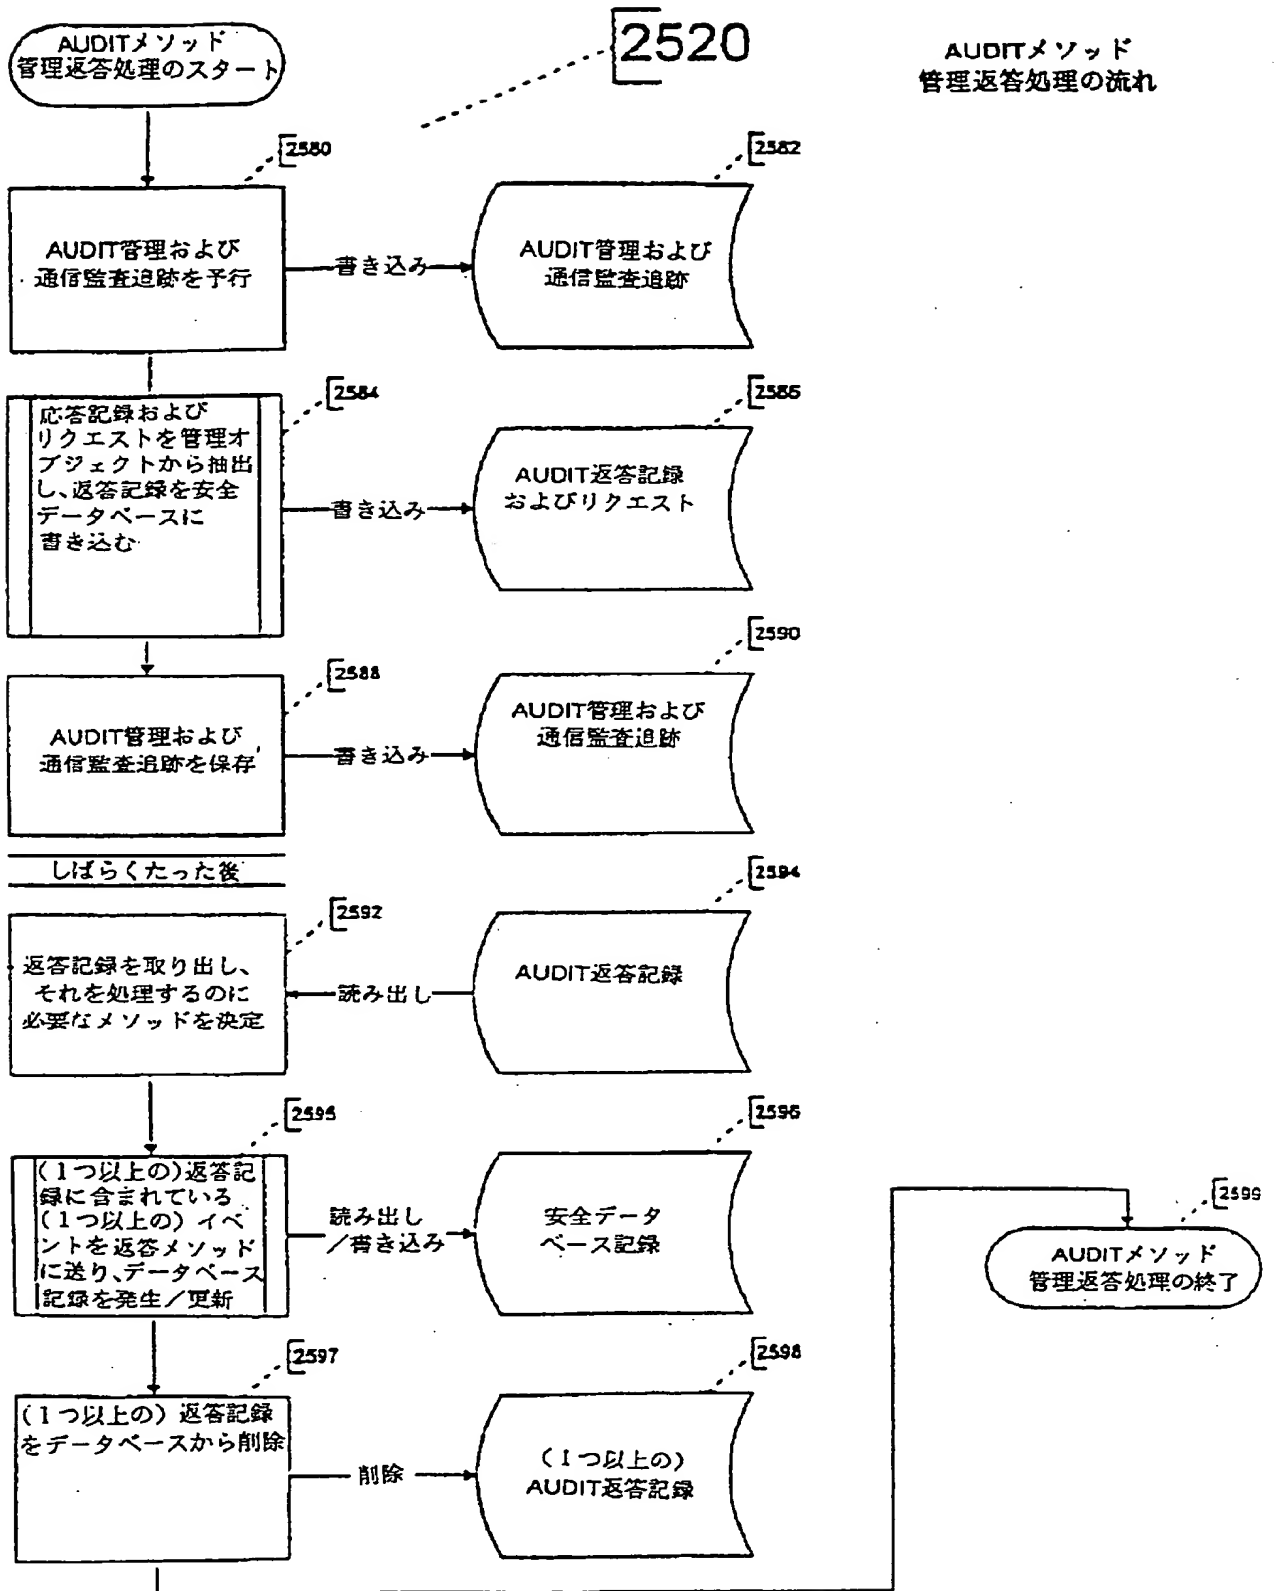 AUDITメソッド
管理返答処理のスタート
2520
AUDITメソッド
管理返答処理の流れ
2580
AUDIT管理および
通信監査追跡を予行
書き込み
2582
AUDIT管理および
通信監査追跡
2584
応答記録および
リクエストを管理オ
ブジェクトから抽出
し、返答記録を安全
データベースに
書き込む
書き込み
2586
AUDIT返答記録
およびリクエスト
2588
AUDIT管理および
通信監査追跡を保存
書き込み
2590
AUDIT管理および
通信監査追跡
しばらくたった後
2592
返答記録を取り出し、
それを処理するのに
必要なメソッドを決定
読み出し
2594
AUDIT返答記録
2595
(1つ以上の)返答記
録に含まれている
(1つ以上の)イベ
ントを返答メソッド
に送り、データベース
記録を発生/更新
読み出し
/書き込み
2596
安全データ
ベース記録
2597
(1つ以上の)返答記録
をデータベースから削除
削除
2598
(1つ以上の)
AUDIT返答記録
2599
AUDITメソッド
管理返答処理の終了